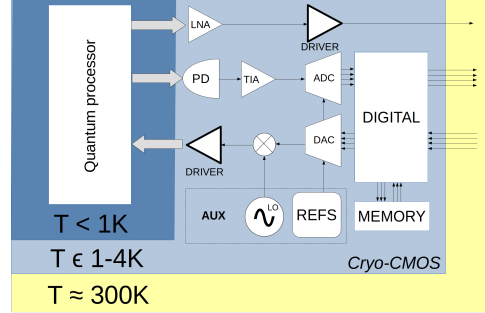 Quantum processor
LNA
DRIVER
PD
TIA
ADC
DIGITAL
DAC
DRIVER
AUX
LO
REFS
MEMORY
T < 1K
T ϵ 1-4K
Cryo-CMOS
T ≈ 300K